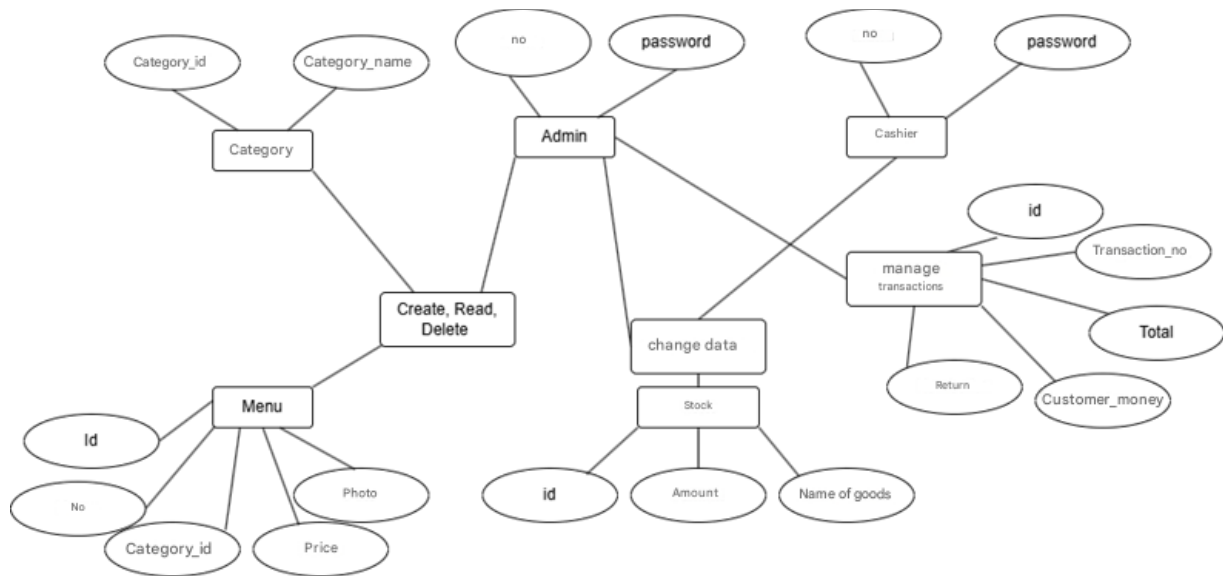 no
password
no
password
Category_id
Category_name
Category
Admin
Cashier
id
Transaction_no
manage
transactions
Create, Read,
Delete
change data
Total
Return
Customer_money
Menu
Stock
Id
No
Category_id
Price
Photo
id
Amount
Name of goods